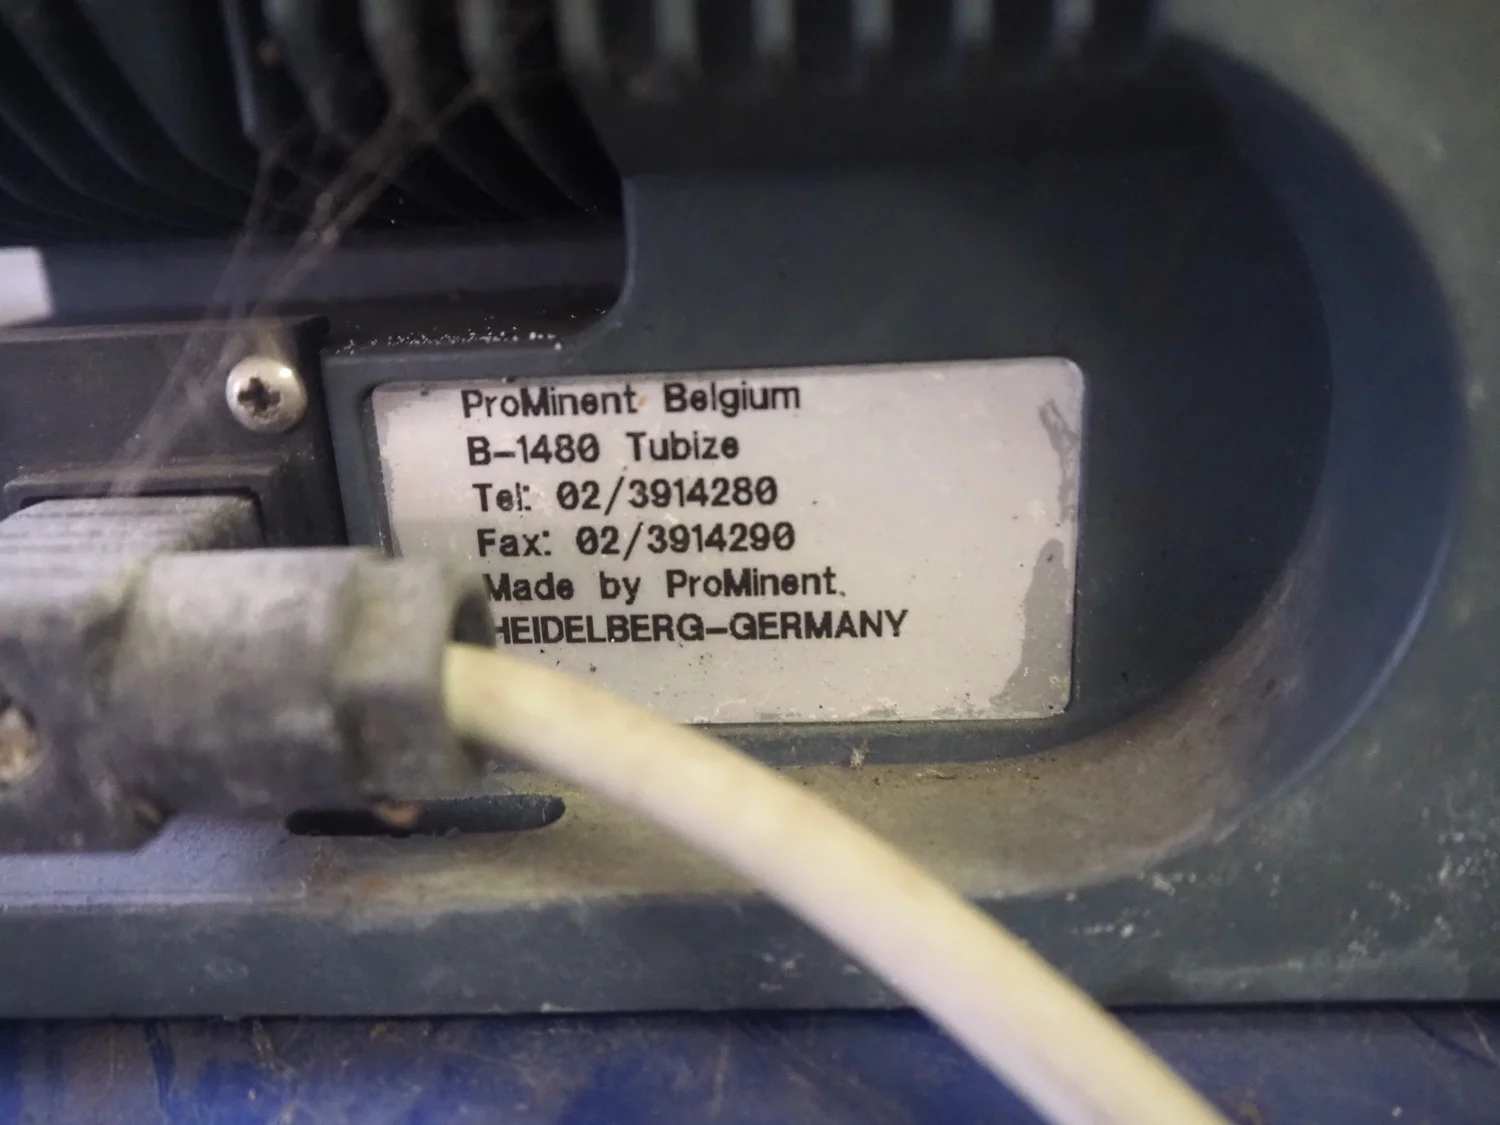 ProMinent Belgium
B-1480 Tubize
Tel: 02/3914280
Fax: 02/3914290
Made by ProMinent.
HEIDELBERG-GERMANY